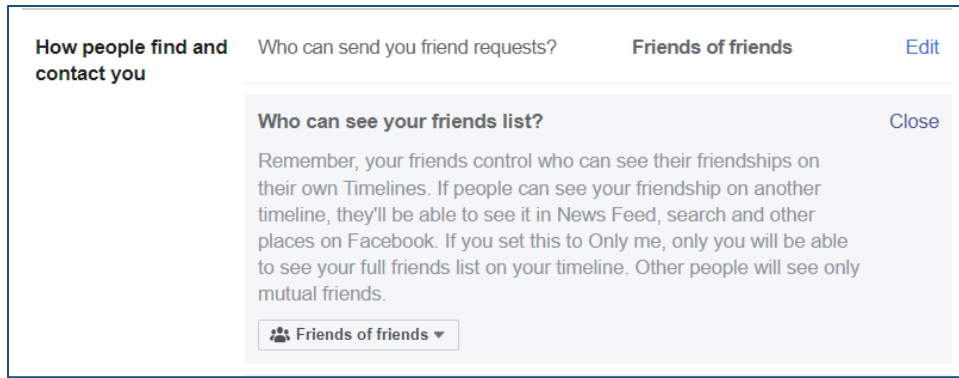 How people find and contact you
Who can send you friend requests?
Friends of friends
Edit
Who can see your friends list?
Close
Remember, your friends control who can see their friendships on
their own Timelines. If people can see your friendship on another
timeline, they'll be able to see it in News Feed, search and other
places on Facebook. If you set this to Only me, only you will be able
to see your full friends list on your timeline. Other people will see only
mutual friends.
Friends of friends